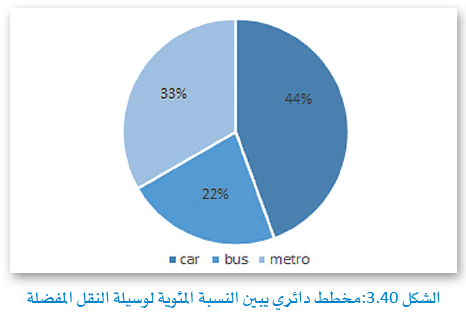 33%
44%
22%
car bus metro
الشكل 3.40:مخطط دائري يبين النسبة المئوية لوسيلة النقل المفضلة